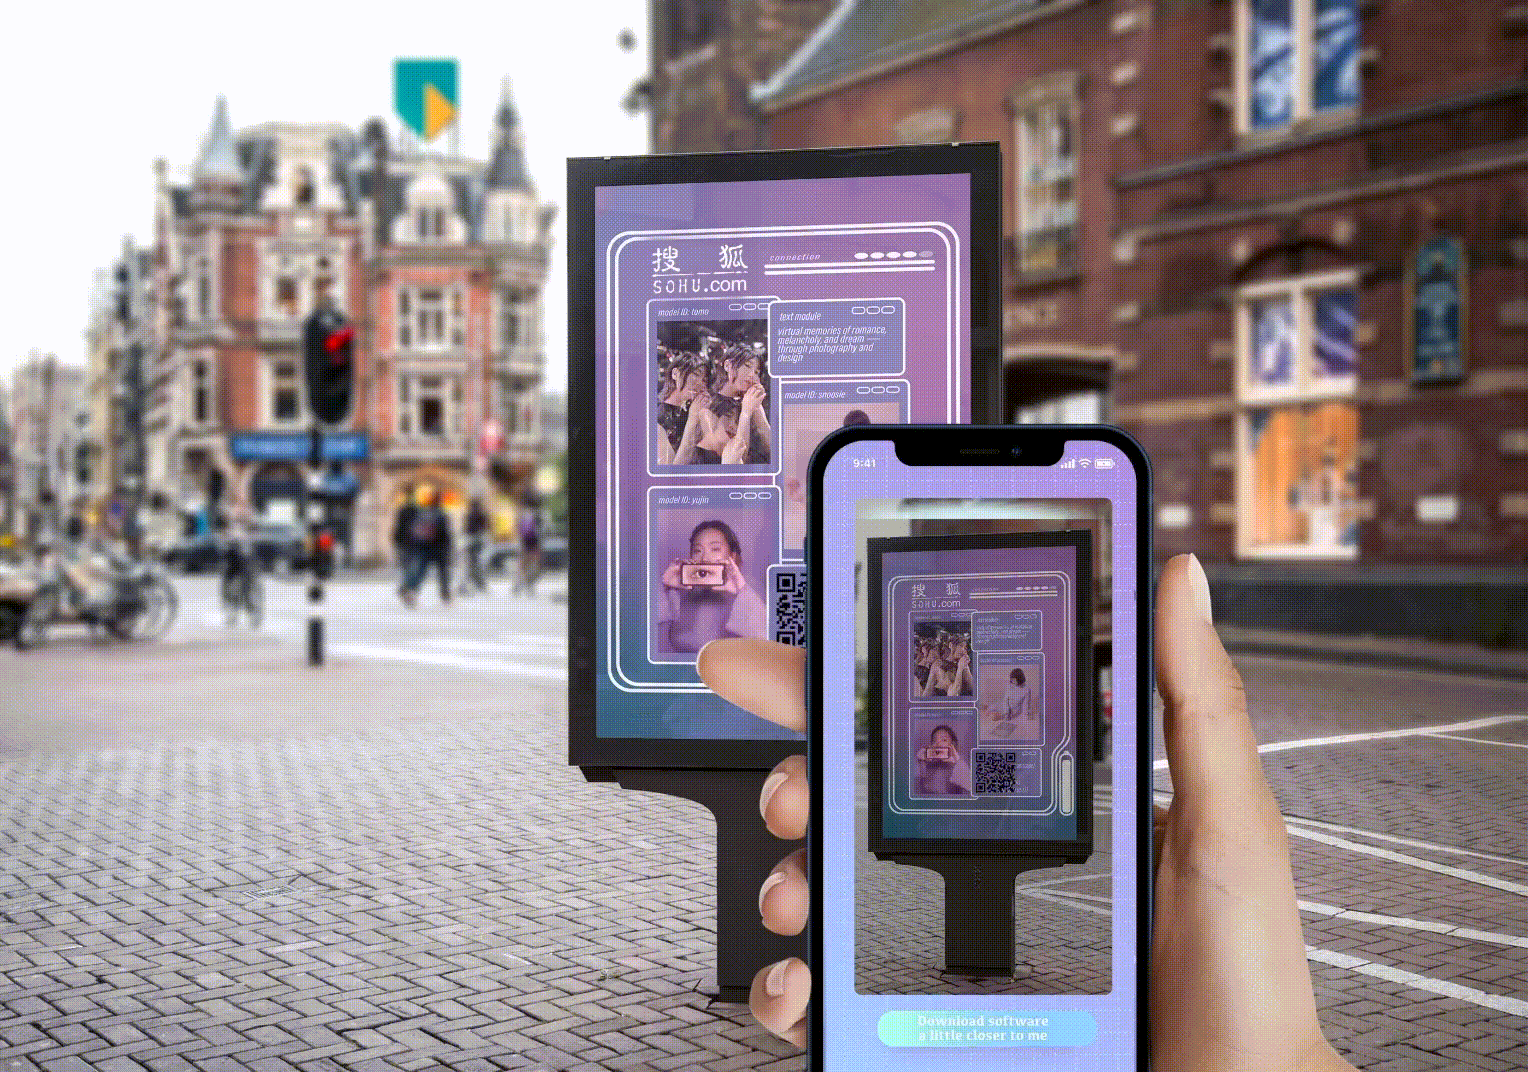 搜 狐
SOHU.com
connection
model ID: tomo
text module
virtual memories of romance,
melancholy, and dream —
through photography and
design
model ID: snoosie
model ID: yujin
9:41
搜 狐
SOHU.com
Download software
a little closer to me